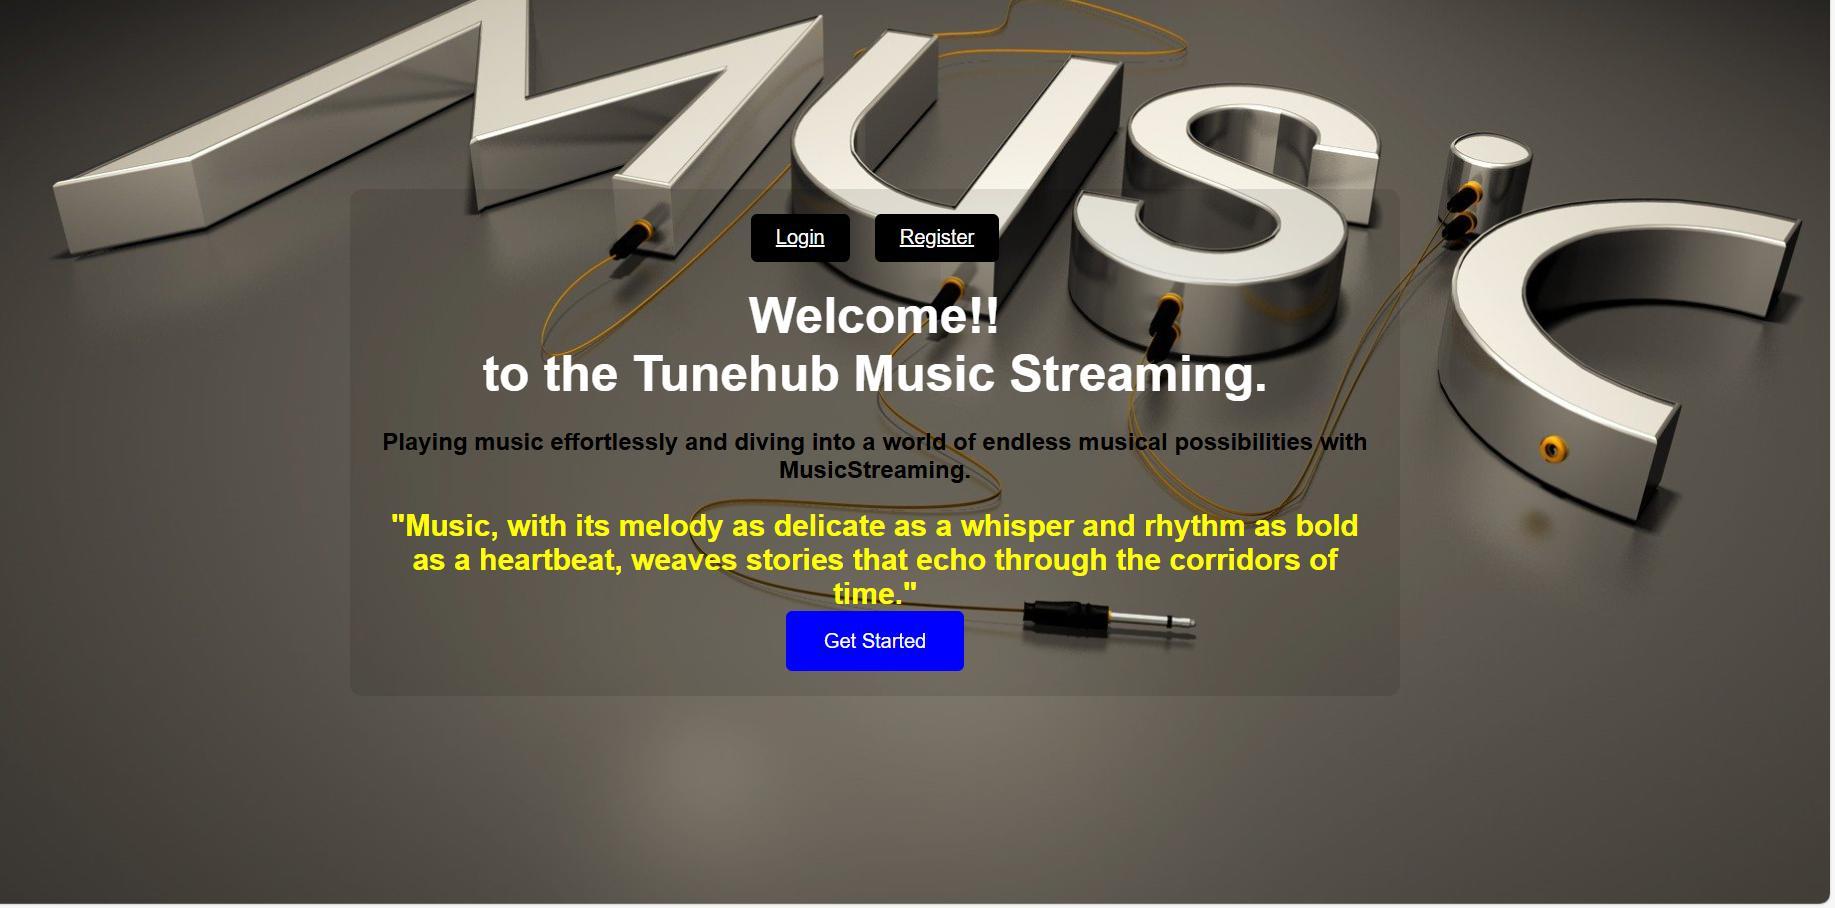 MUSiC
Login Register
Welcome!!
to the Tunehub Music Streaming.
Playing music effortlessly and diving into a world of endless musical possibilities with
MusicStreaming.
"Music, with its melody as delicate as a whisper and rhythm as bold
as a heartbeat, weaves stories that echo through the corridors of
time."
Get Started